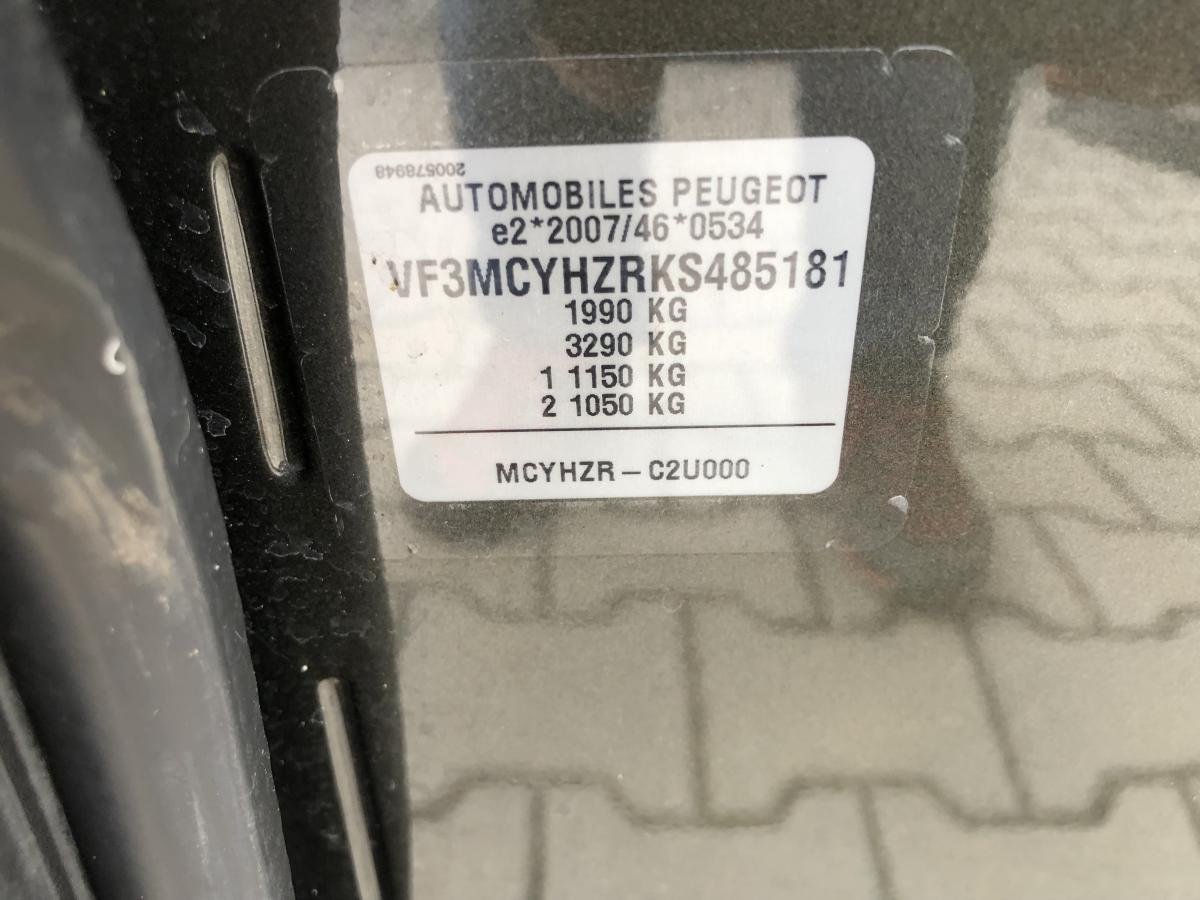 200578948
AUTOMOBILES PEUGEOT
e2*2007/46*0534
VF3MCYHZRKS485181
1990 KG
3290 KG
1 1150 KG
2 1050 KG
MCYHZR – C2U000